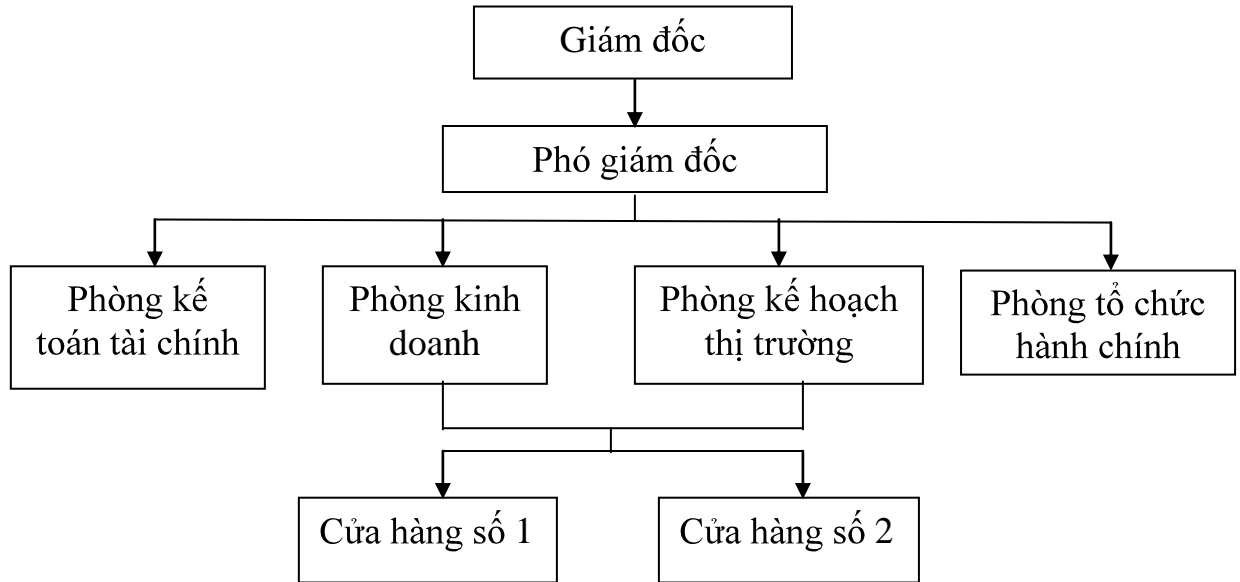 Giám đốc
Phó giám đốc
Phòng kế
toán tài chính
Phòng kinh
doanh
Phòng kế hoạch
thị trường
Phòng tổ chức
hành chính
Cửa hàng số 1
Cửa hàng số 2